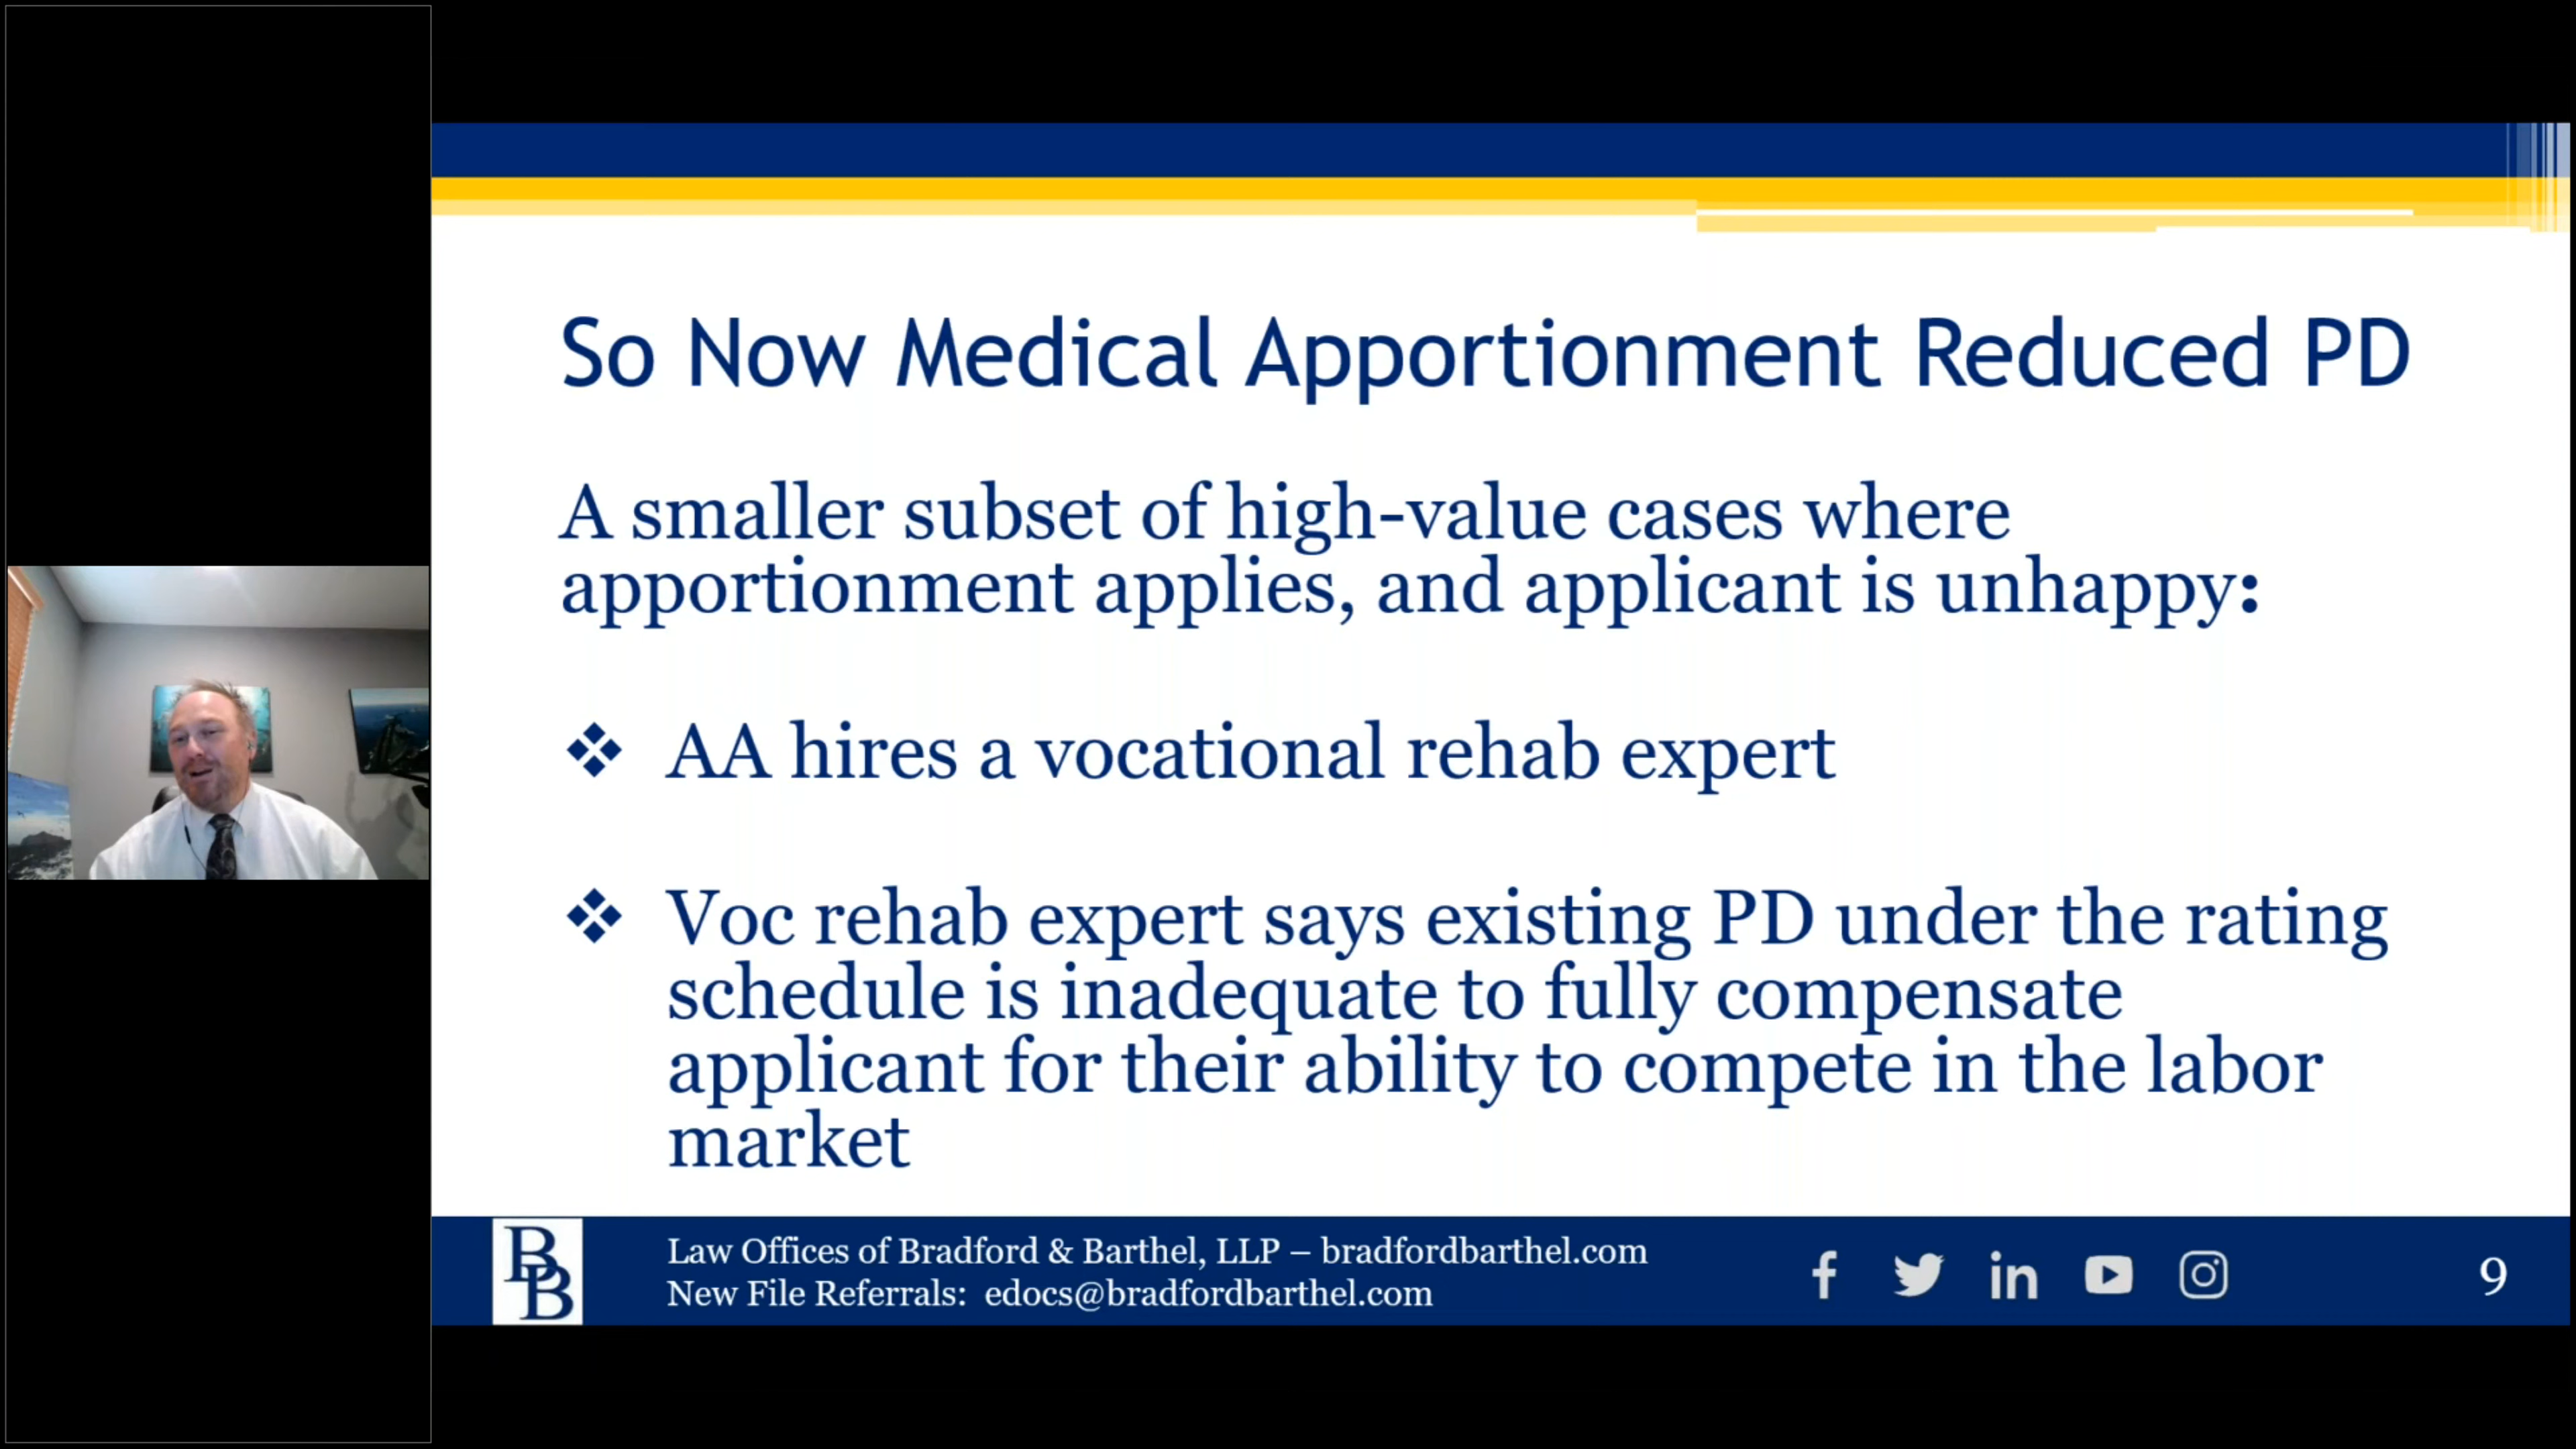 So Now Medical Apportionment Reduced PD
A smaller subset of high-value cases where
apportionment applies, and applicant is unhappy:
❖ AA hires a vocational rehab expert
❖ Voc rehab expert says existing PD under the rating
schedule is inadequate to fully compensate
applicant for their ability to compete in the labor
market
BB
Law Offices of Bradford & Barthel, LLP – bradfordbarthel.com
New File Referrals: edocs@bradfordbarthel.com
9